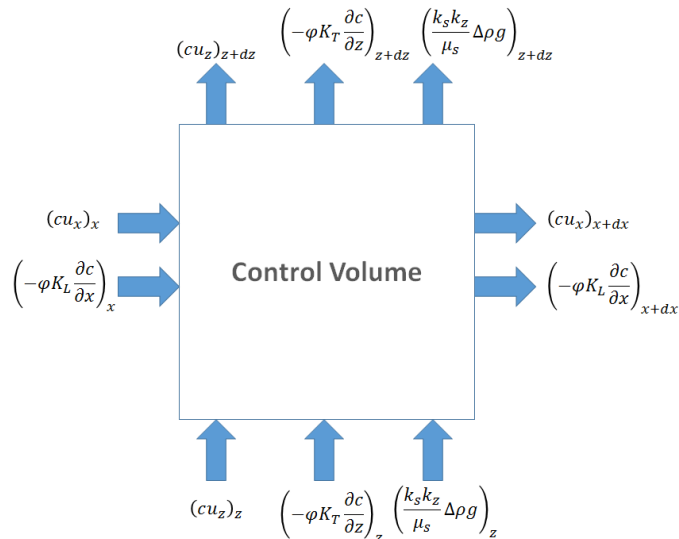 (cu_z)_{z+dz} (-φK_T ∂c/∂z)_{z+dz} (k_s k_z/μ_s Δρg)_{z+dz}
(cu_x)_x (cu_x)_{x+dx}
Control Volume
(-φK_L ∂c/∂x)_x (-φK_L ∂c/∂x)_{x+dx}
(cu_z)_z (-φK_T ∂c/∂z)_z (k_s k_z/μ_s Δρg)_z